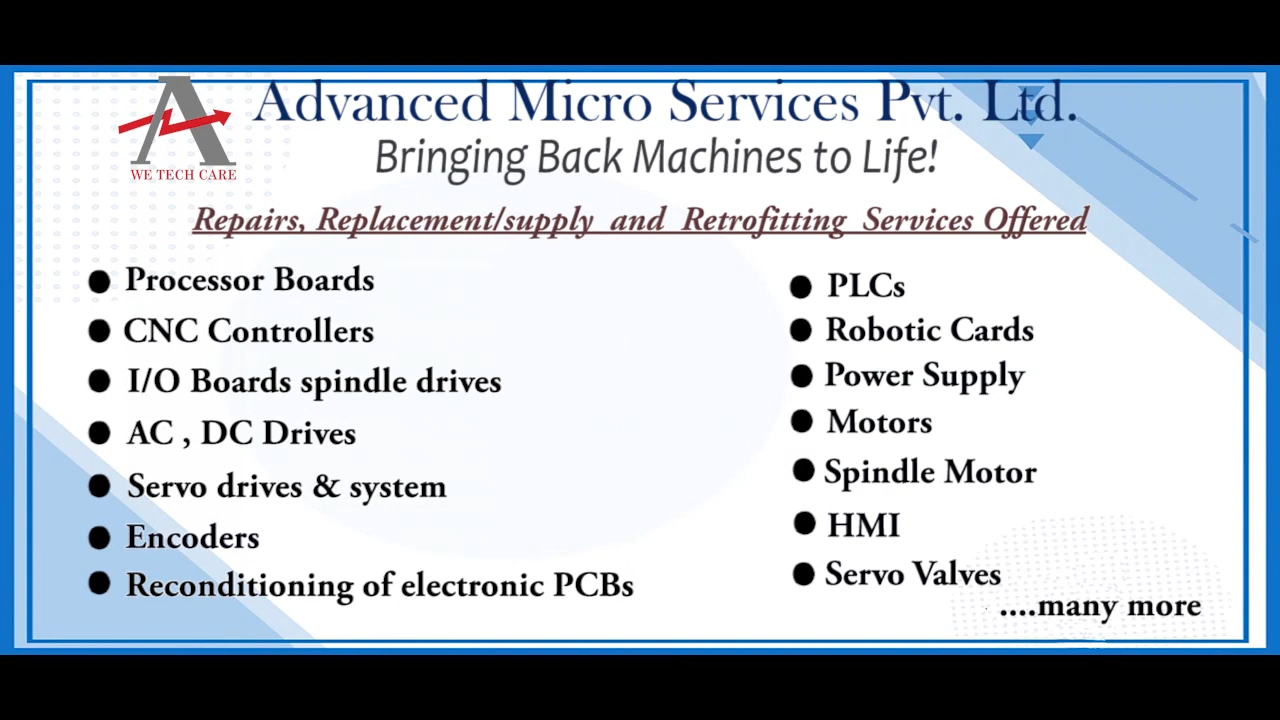 Advanced Micro Services Pvt. Ltd.
WE TECH CARE
Bringing Back Machines to Life!
Repairs, Replacement/supply and Retrofitting Services Offered
Processor Boards
CNC Controllers
I/O Boards spindle drives
AC , DC Drives
Servo drives & system
Encoders
Reconditioning of electronic PCBs
PLCs
Robotic Cards
Power Supply
Motors
Spindle Motor
HMI
Servo Valves
....many more